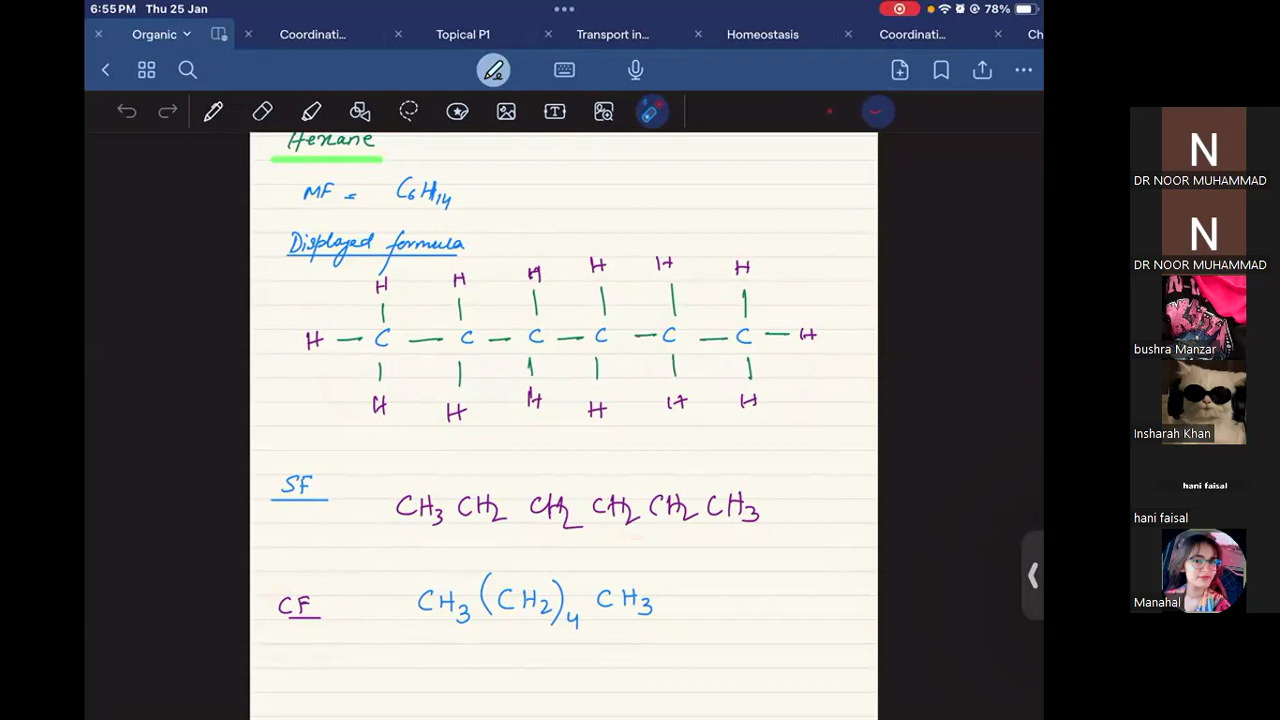 6:55PM Thu 25 Jan
78%
Organic
Coordinati...
Topical P1
Transport in...
Homeostasis
Coordinati...
Ch
Hexane
MF = C6H14
Displayed formula
H H H H H H
H — C — C — C — C — C — C — H
H H H H H H
SF CH3 CH2 CH2 CH2 CH2 CH3
CF CH3 (CH2)4 CH3
N
DR NOOR MUHAMMAD
N
DR NOOR MUHAMMAD
bushra Manzar
Insharah Khan
hani faisal
hani faisal
Manahal